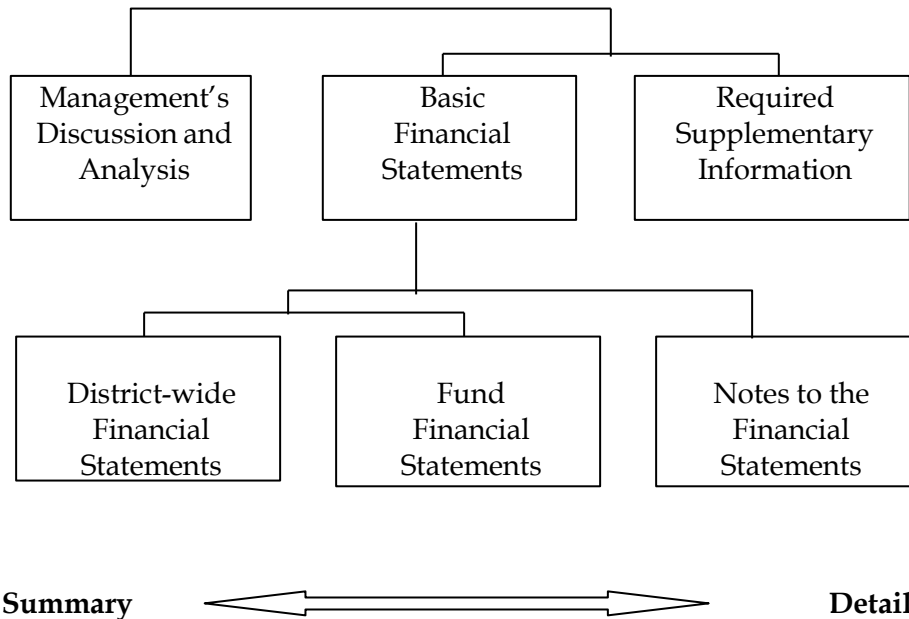 Management’s
Discussion and
Analysis
Basic
Financial
Statements
Required
Supplementary
Information
District-wide
Financial
Statements
Fund
Financial
Statements
Notes to the
Financial
Statements
Summary
Detail